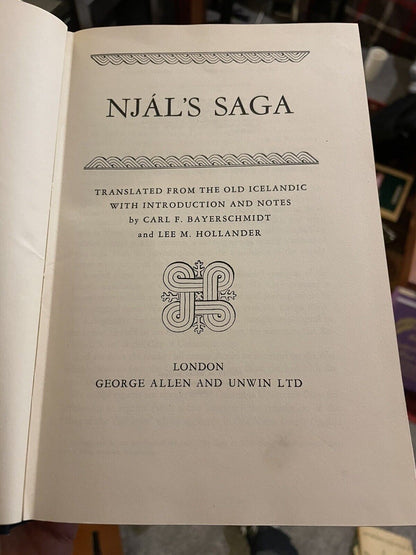 NJÁL'S SAGA
TRANSLATED FROM THE OLD ICELANDIC
WITH INTRODUCTION AND NOTES
by CARL F. BAYERSCHMIDT
and LEE M. HOLLANDER
LONDON
GEORGE ALLEN AND UNWIN LTD